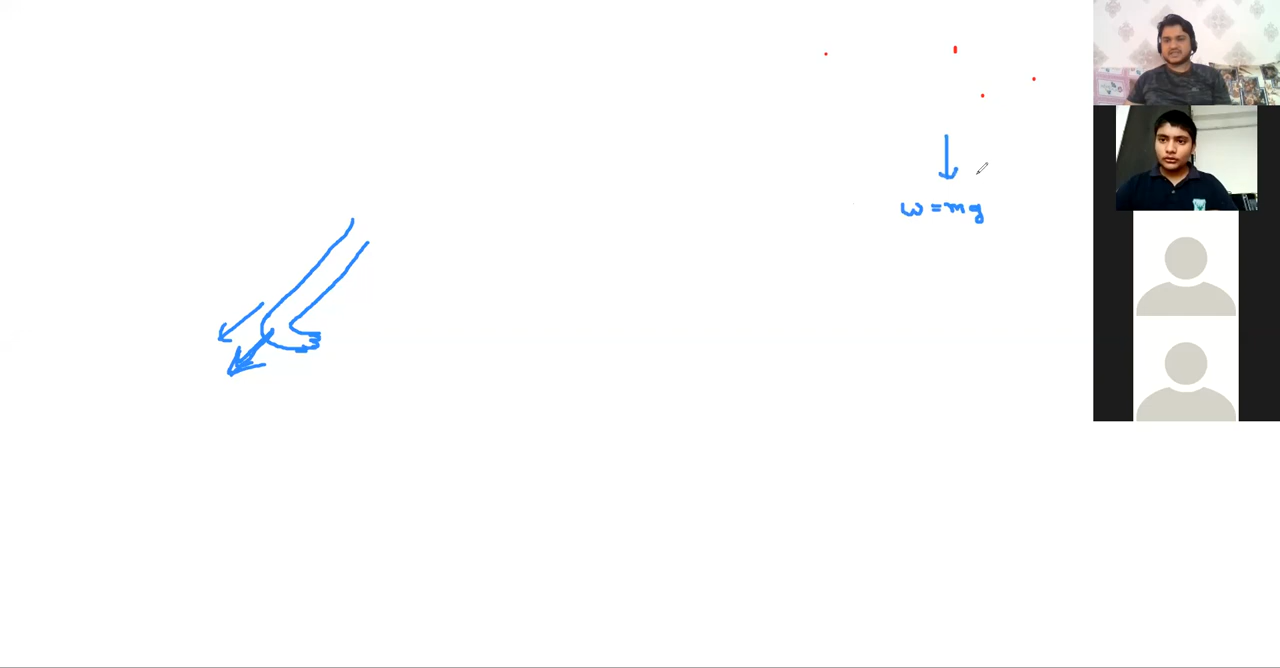 w = mg